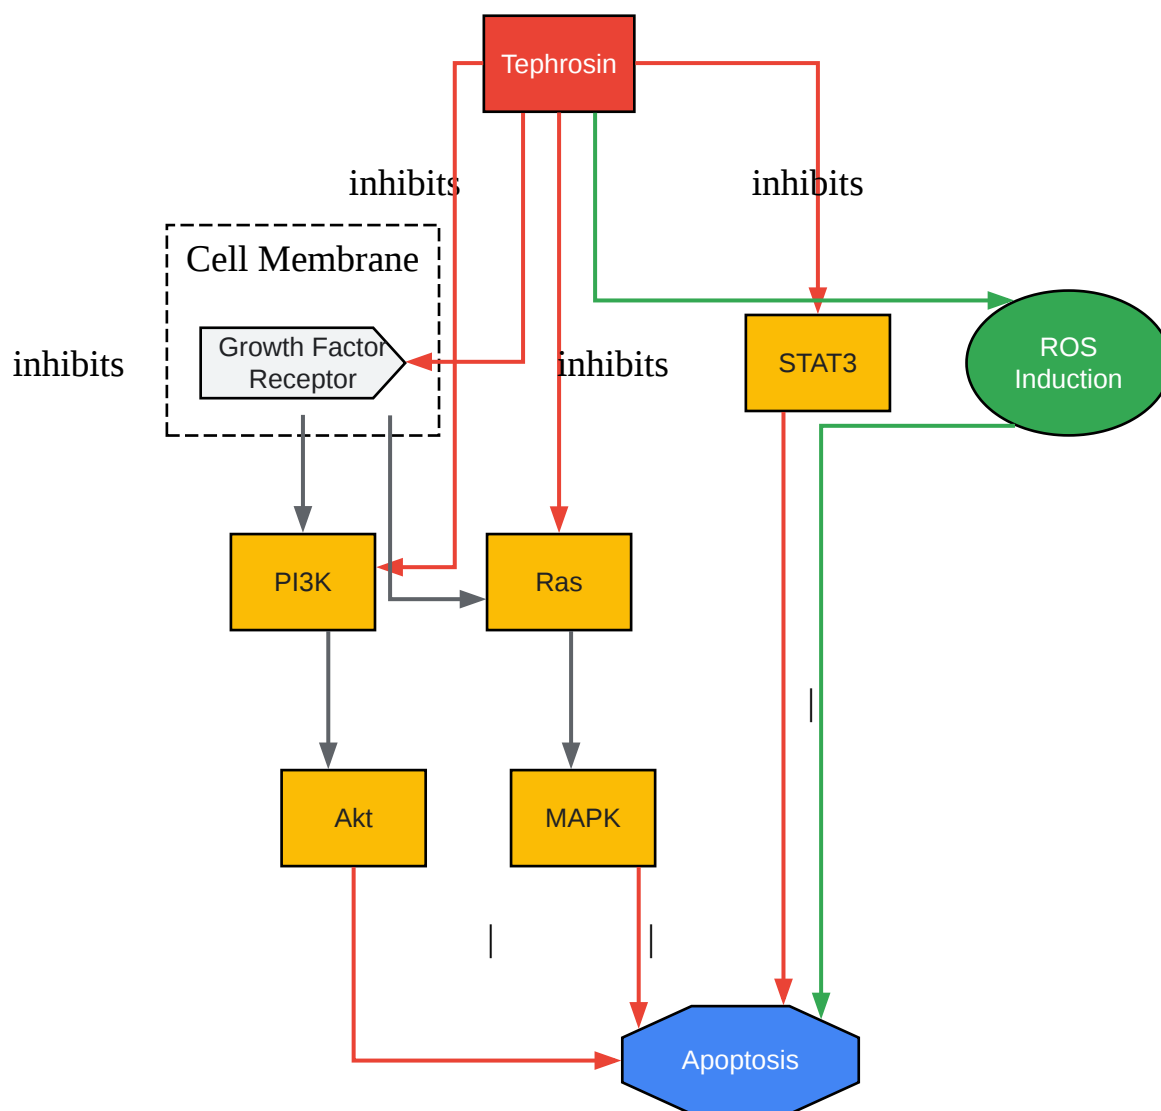 Tephrosin
inhibits
inhibits
Cell Membrane
Growth Factor
Receptor
inhibits
inhibits
STAT3
ROS
Induction
PI3K
Ras
|
Akt
MAPK
|
|
Apoptosis